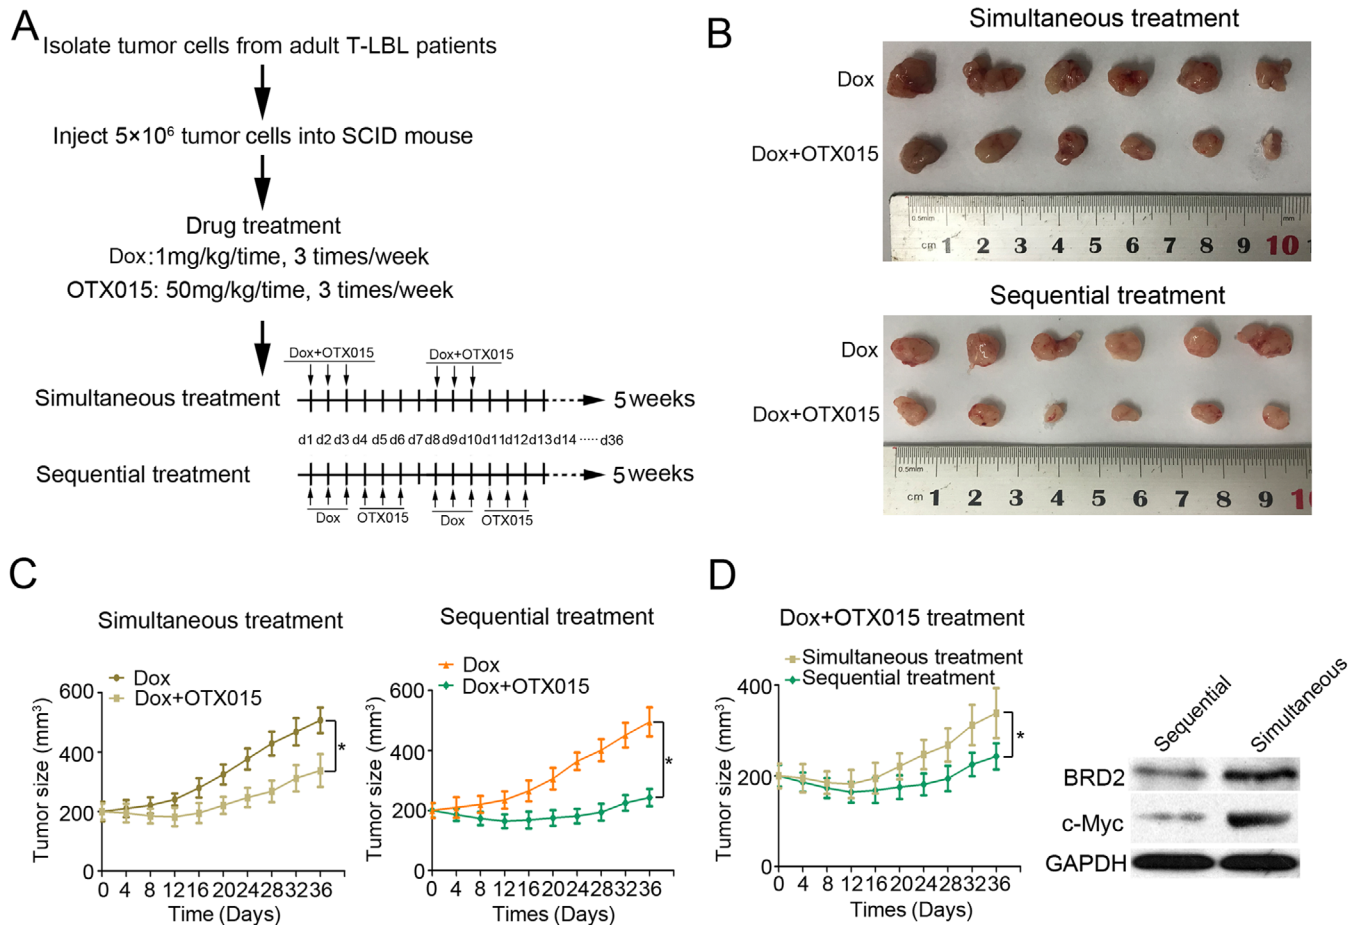 A
Isolate tumor cells from adult T-LBL patients
Inject 5×10⁶ tumor cells into SCID mouse
Drug treatment
Dox:1mg/kg/time, 3 times/week
OTX015: 50mg/kg/time, 3 times/week
Dox+OTX015 Dox+OTX015
Simultaneous treatment 5 weeks
d1 d2 d3 d4 d5 d6 d7 d8 d9 d10 d11 d12 d13 d14 ····· d36
Sequential treatment 5 weeks
Dox OTX015 Dox OTX015
B
Simultaneous treatment
Dox
Dox+OTX015
0.5mm mm
cm 1 2 3 4 5 6 7 8 9 10 1
Sequential treatment
Dox
Dox+OTX015
0.5mm
cm 1 2 3 4 5 6 7 8 9 1
C
Simultaneous treatment
Dox
Dox+OTX015
Tumor size (mm³)
600
400
200
0
*
0 4 8 12 16 20 24 28 32 36
Time (Days)
Sequential treatment
Dox
Dox+OTX015
Tumor size (mm³)
600
400
200
0
*
0 4 8 12 16 20 24 28 32 36
Times (Days)
D
Dox+OTX015 treatment
Simultaneous treatment
Sequential treatment
Tumor size (mm³)
400
200
0
*
0 4 8 12 16 20 24 28 32 36
Times (Days)
Sequential Simultaneous
BRD2
c-Myc
GAPDH